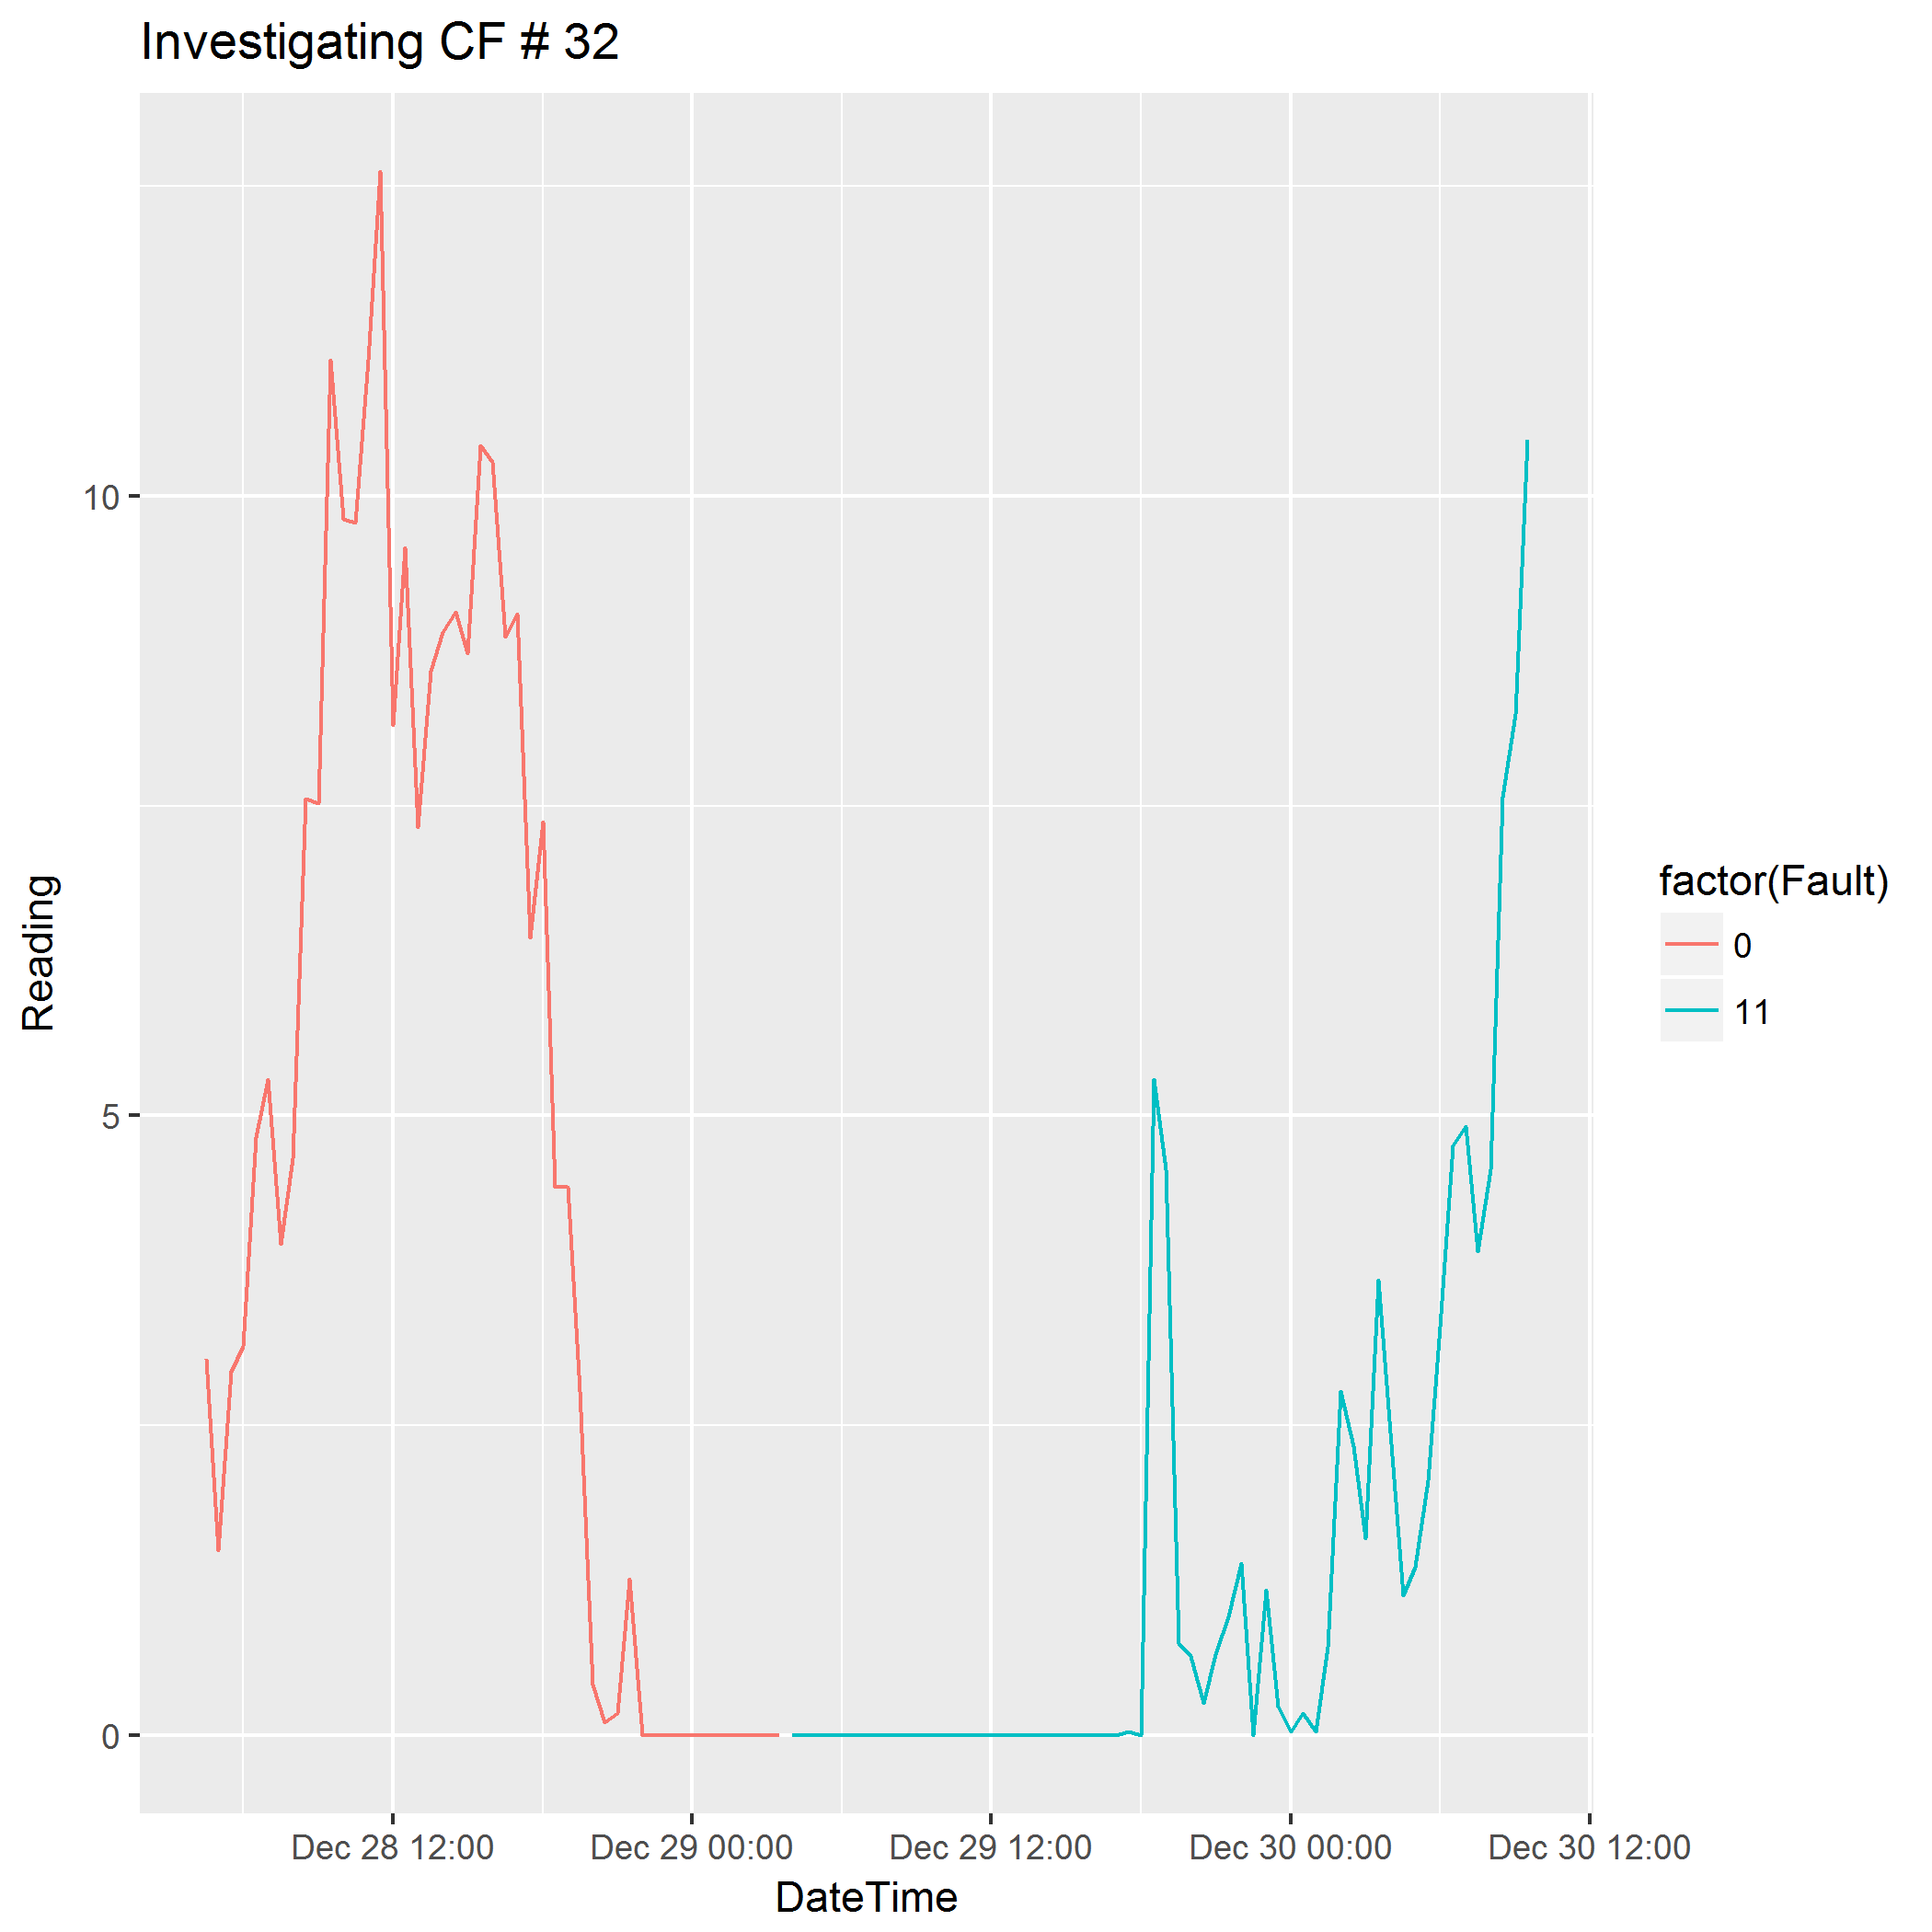 Investigating CF # 32
10
5
0
Reading
Dec 28 12:00
Dec 29 00:00
Dec 29 12:00
Dec 30 00:00
Dec 30 12:00
DateTime
factor(Fault)
0
11